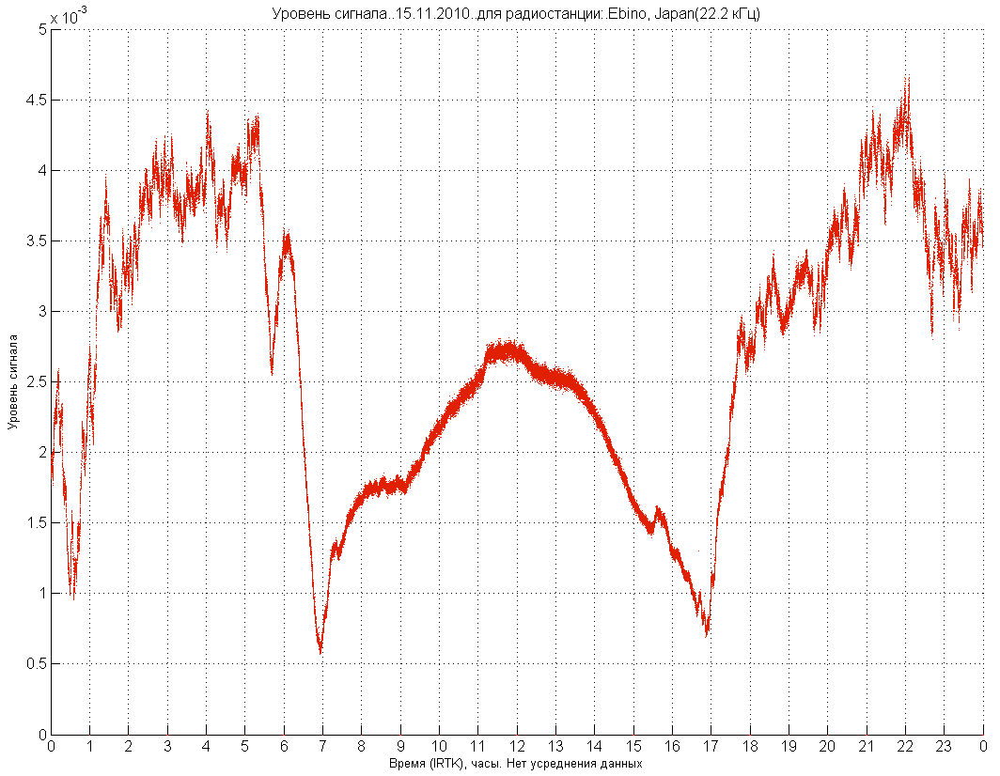 Уровень сигнала..15.11.2010..для радиостанции:.Ebino, Japan(22.2 кГц)
x 10-3
5
4.5
4
3.5
3
2.5
2
1.5
1
0.5
0
Уровень сигнала
0 1 2 3 4 5 6 7 8 9 10 11 12 13 14 15 16 17 18 19 20 21 22 23 0
Время (IRTK), часы. Нет усреднения данных